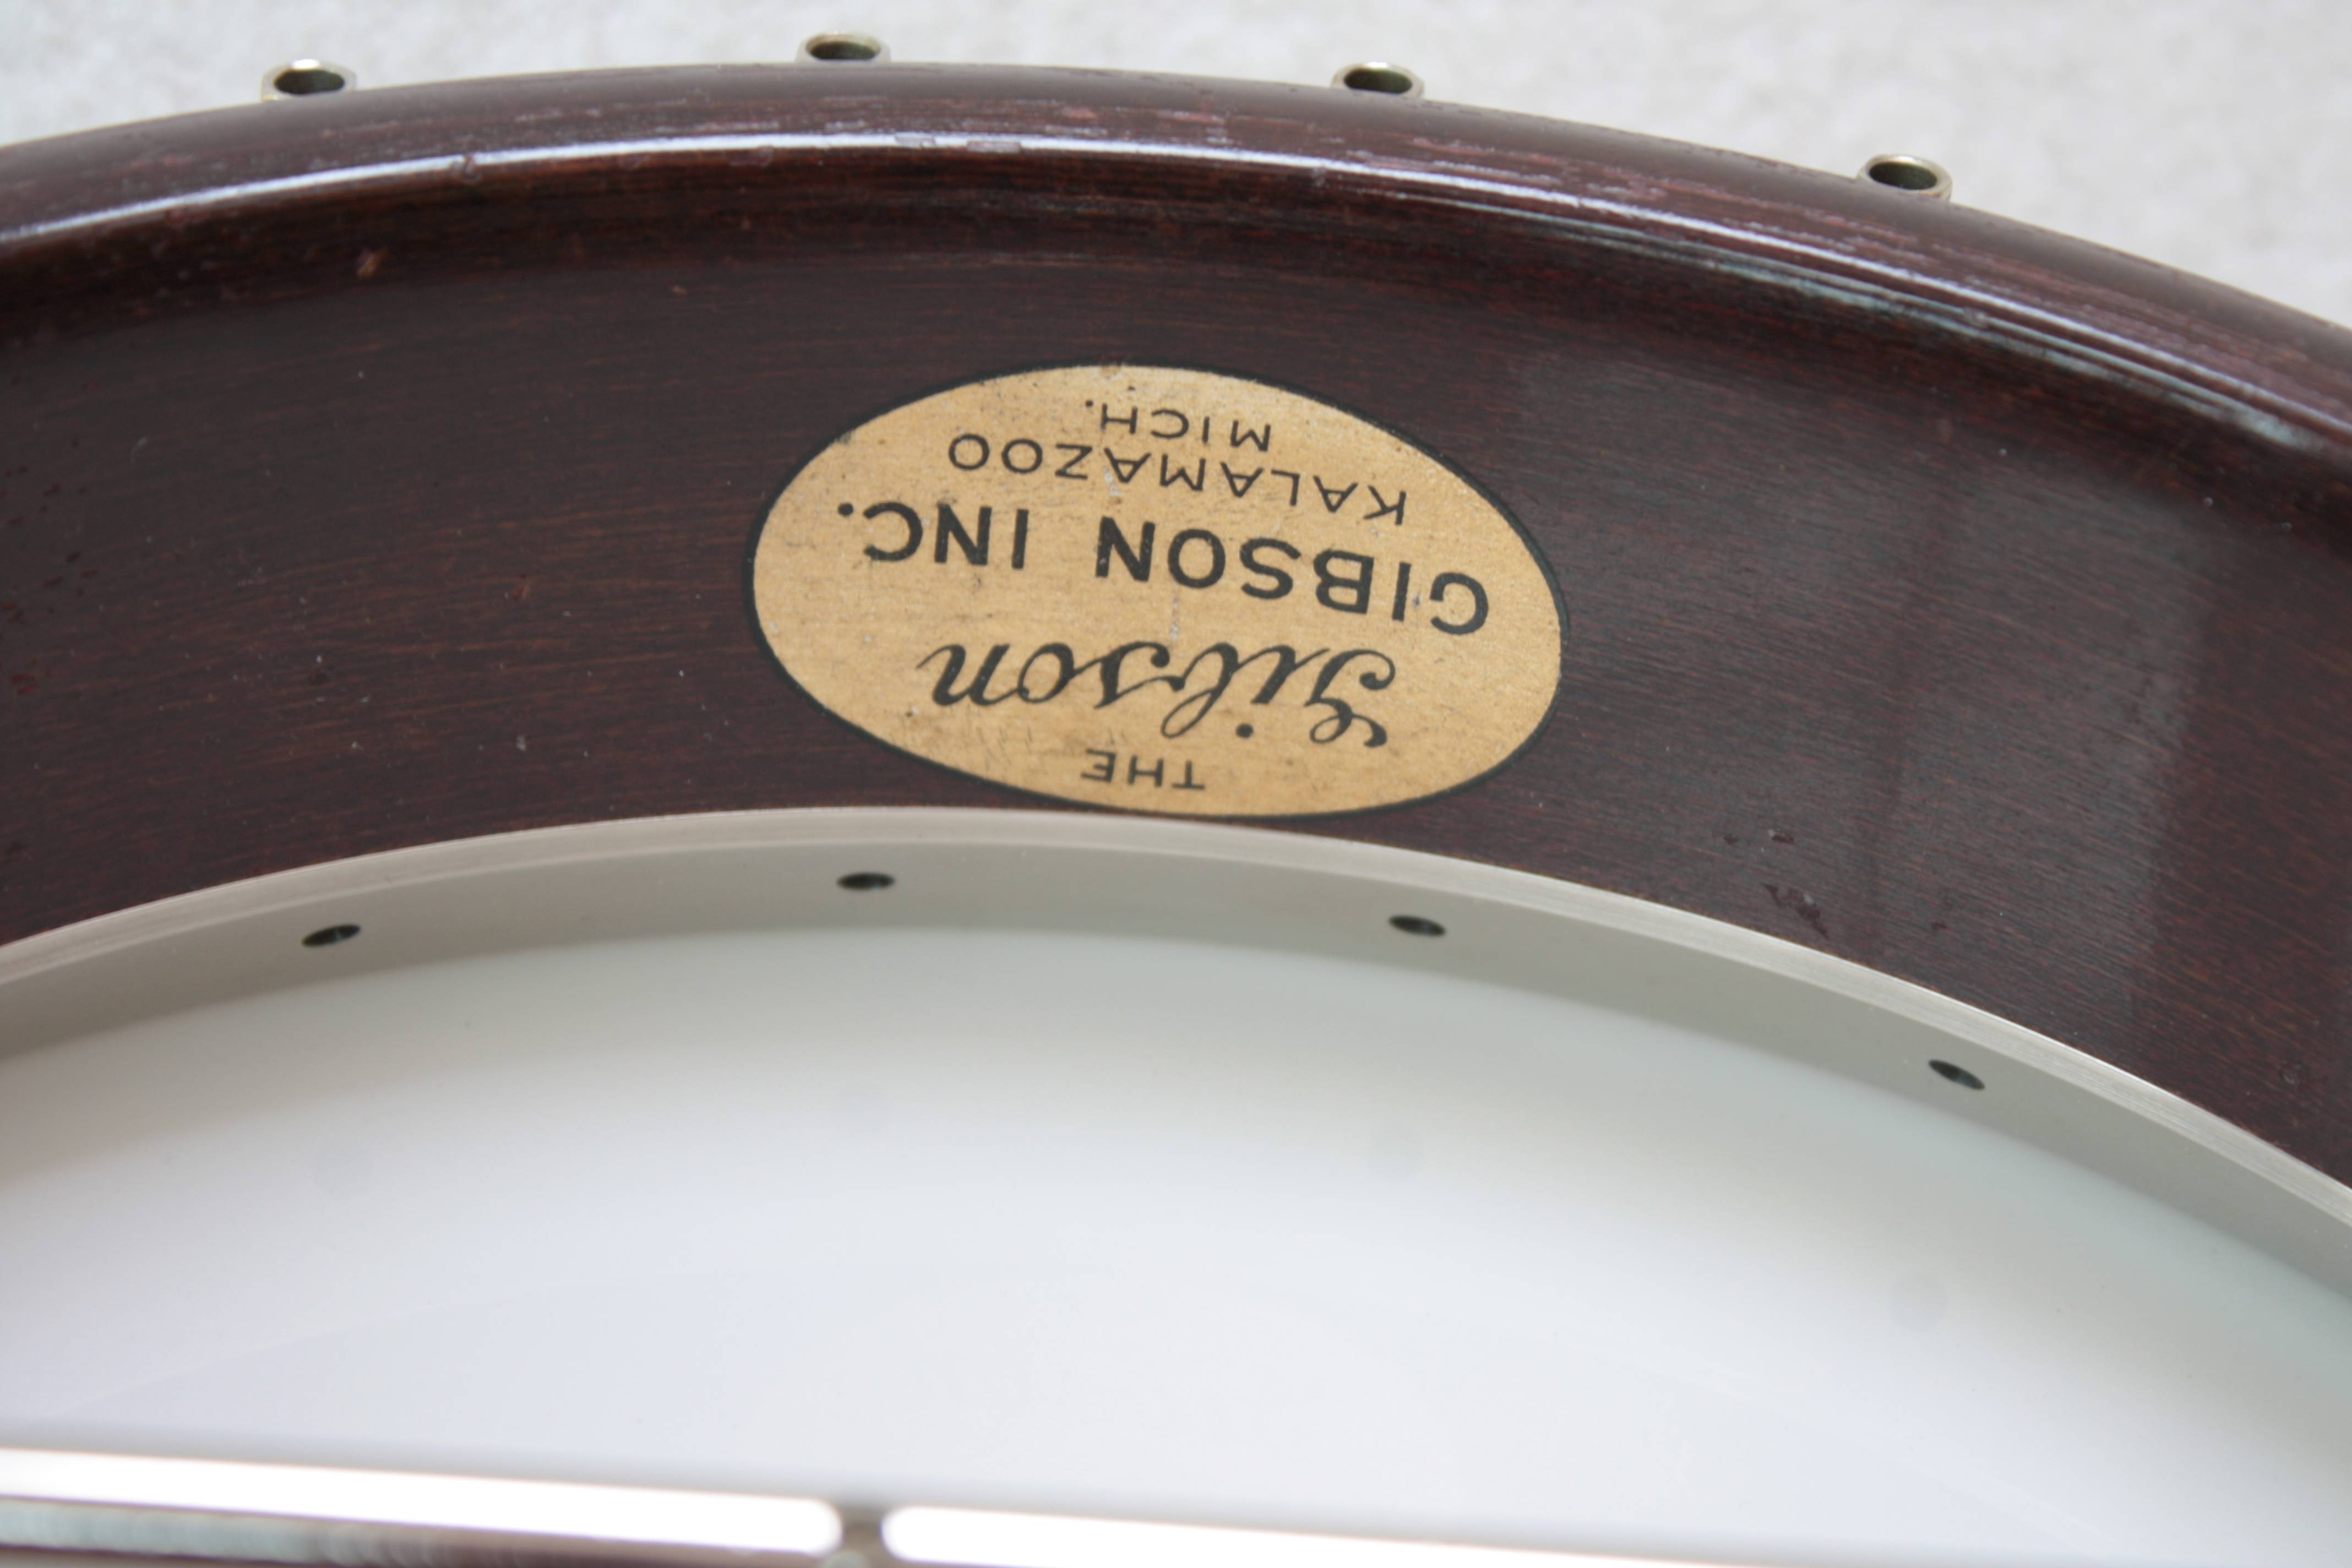 THE
Gibson
GIBSON INC.
KALAMAZOO
MICH.